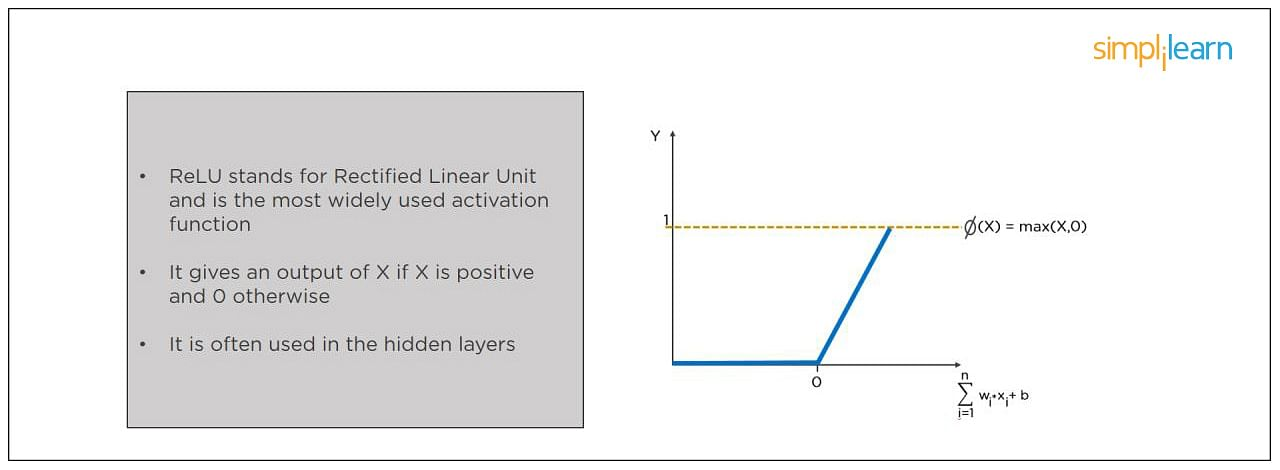 simplilearn
• ReLU stands for Rectified Linear Unit
and is the most widely used activation
function
• It gives an output of X if X is positive
and 0 otherwise
• It is often used in the hidden layers
Y
1
∅(X) = max(X,0)
0
n
∑ wᵢ*xᵢ+ b
i=1